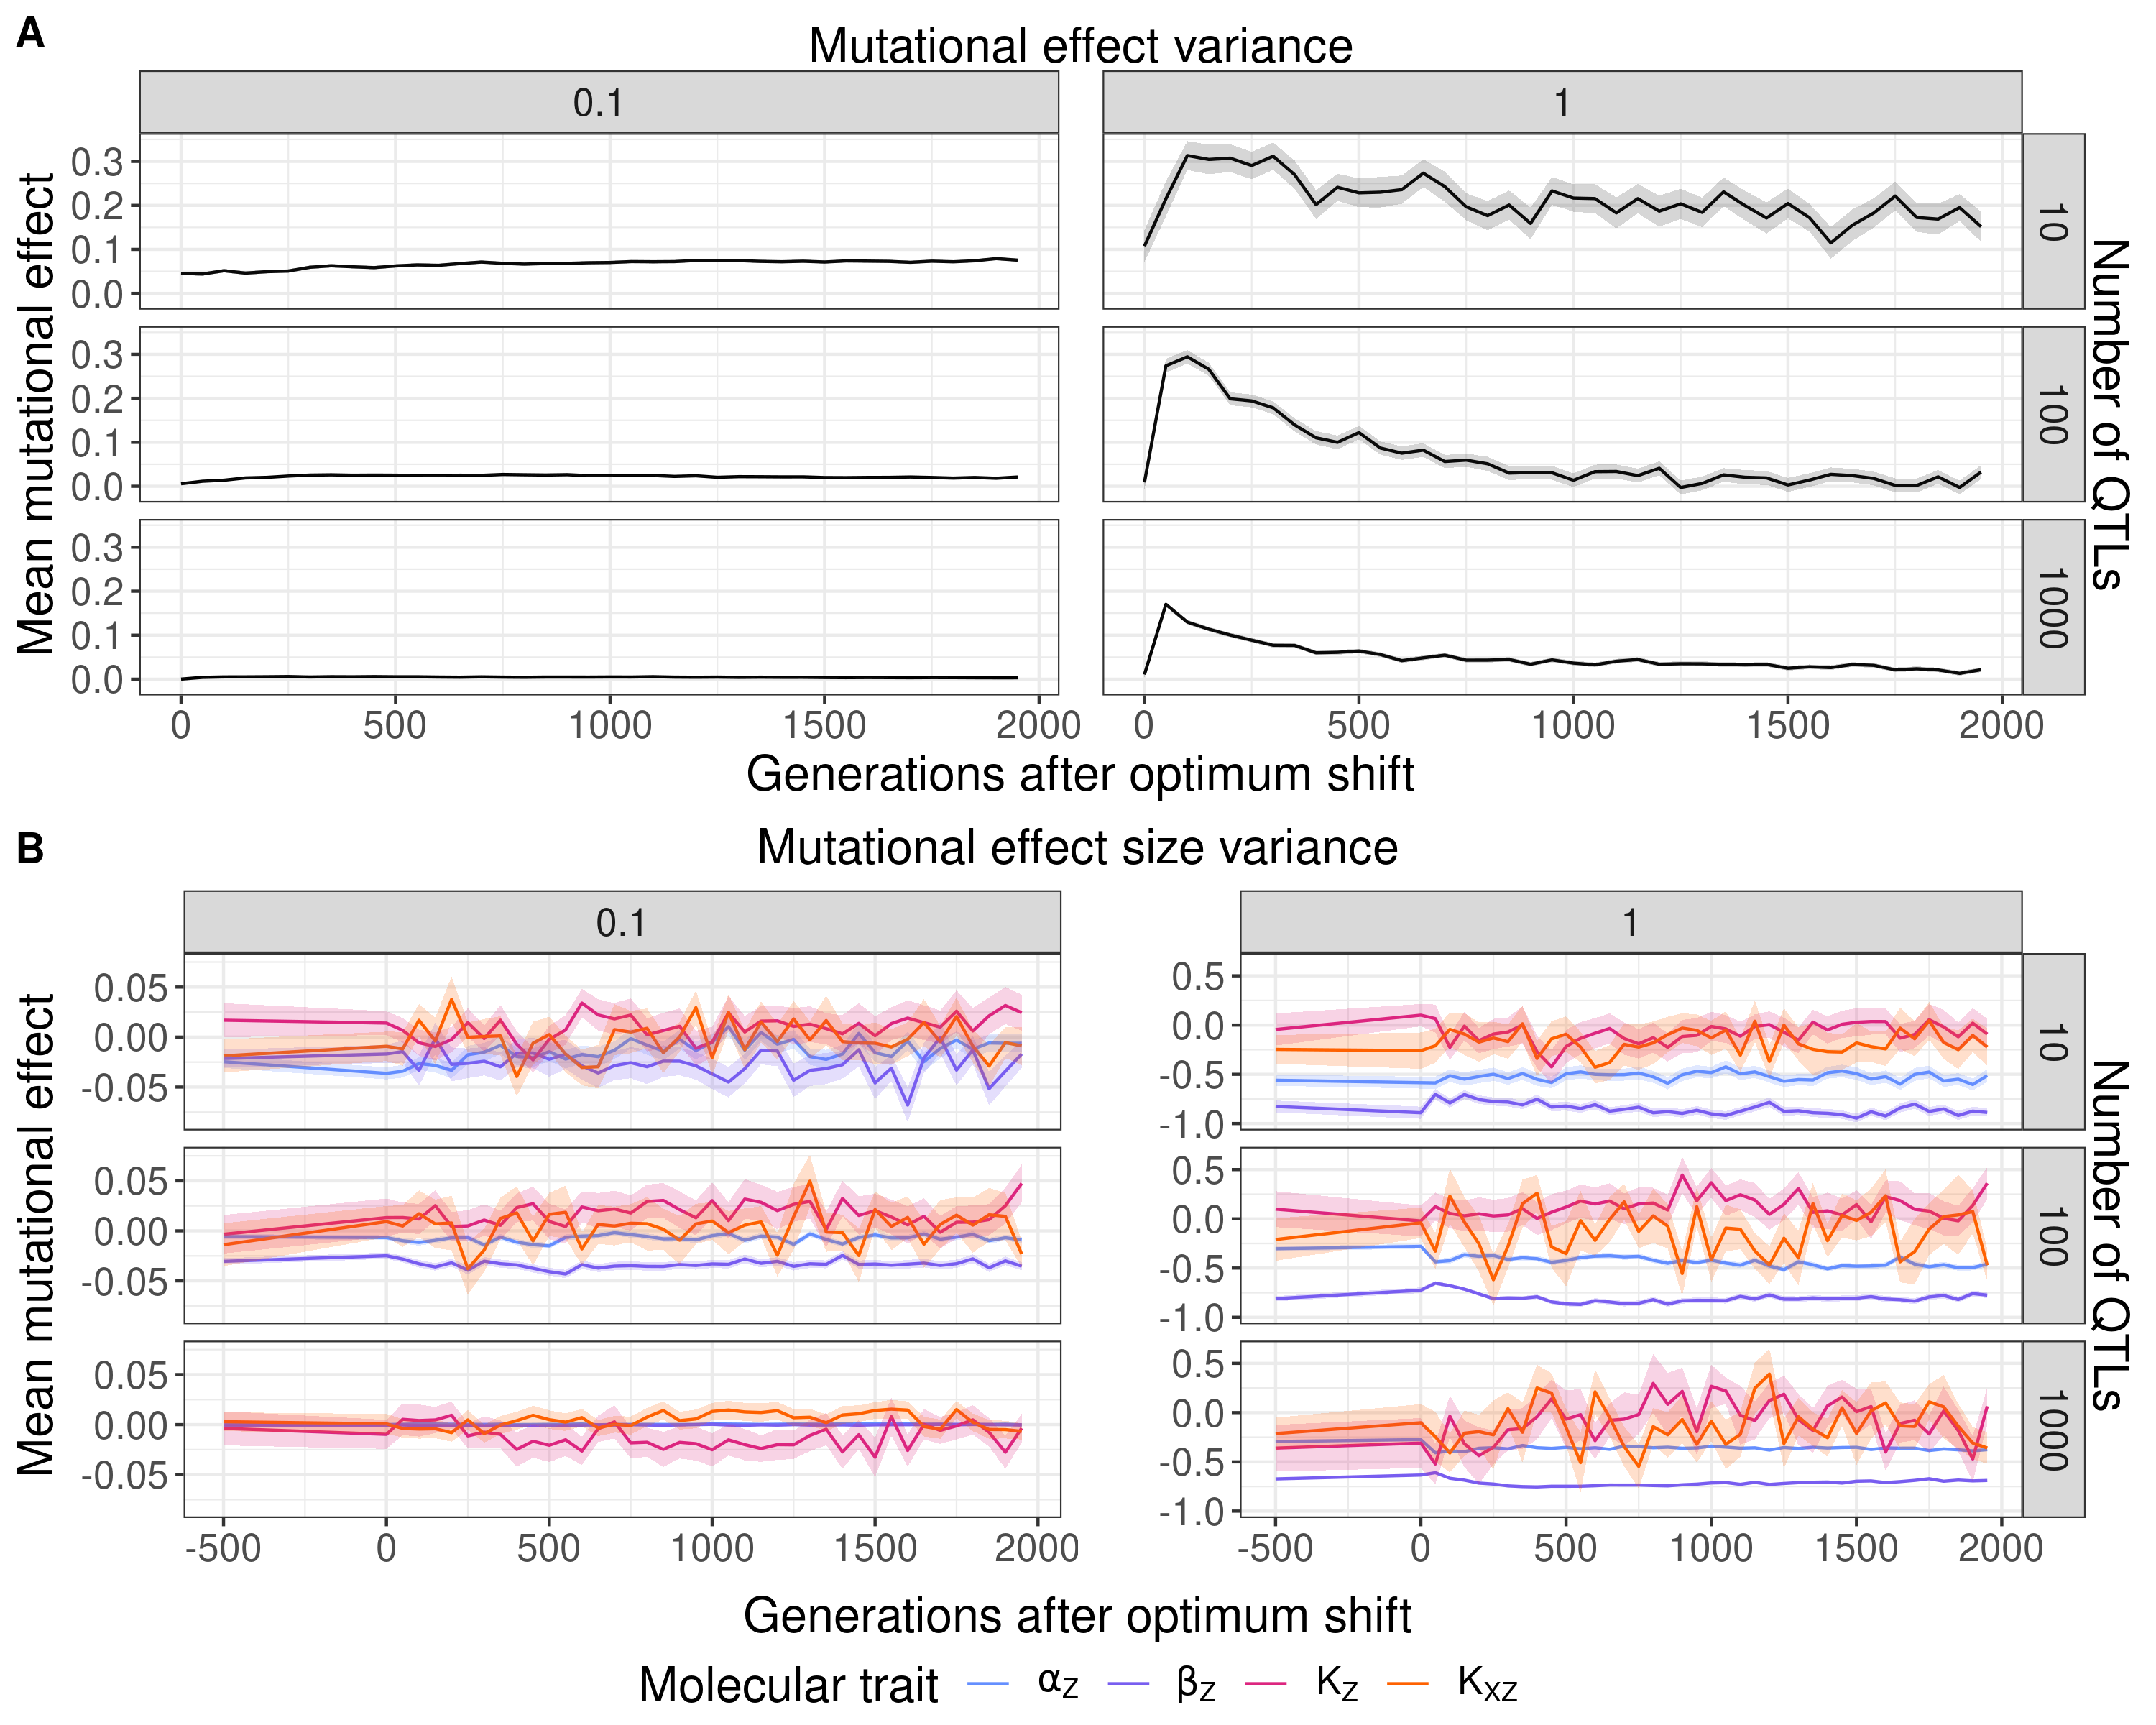 A
Mutational effect variance
0.1
1
Mean mutational effect
0.3
0.2
0.1
0.0
10
0.3
0.2
0.1
0.0
100
0.3
0.2
0.1
0.0
1000
Number of QTLs
0 500 1000 1500 2000
0 500 1000 1500 2000
Generations after optimum shift
B
Mutational effect size variance
0.1
1
Mean mutational effect
0.05
0.00
-0.05
0.5
0.0
-0.5
-1.0
10
0.05
0.00
-0.05
0.5
0.0
-0.5
-1.0
100
0.05
0.00
-0.05
0.5
0.0
-0.5
-1.0
1000
Number of QTLs
-500 0 500 1000 1500 2000
-500 0 500 1000 1500 2000
Generations after optimum shift
Molecular trait αZ βZ KZ KXZ